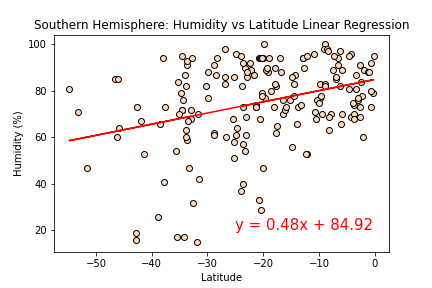 Southern Hemisphere: Humidity vs Latitude Linear Regression
100
80
60
40
20
Humidity (%)
y = 0.48x + 84.92
−50
−40
−30
−20
−10
0
Latitude